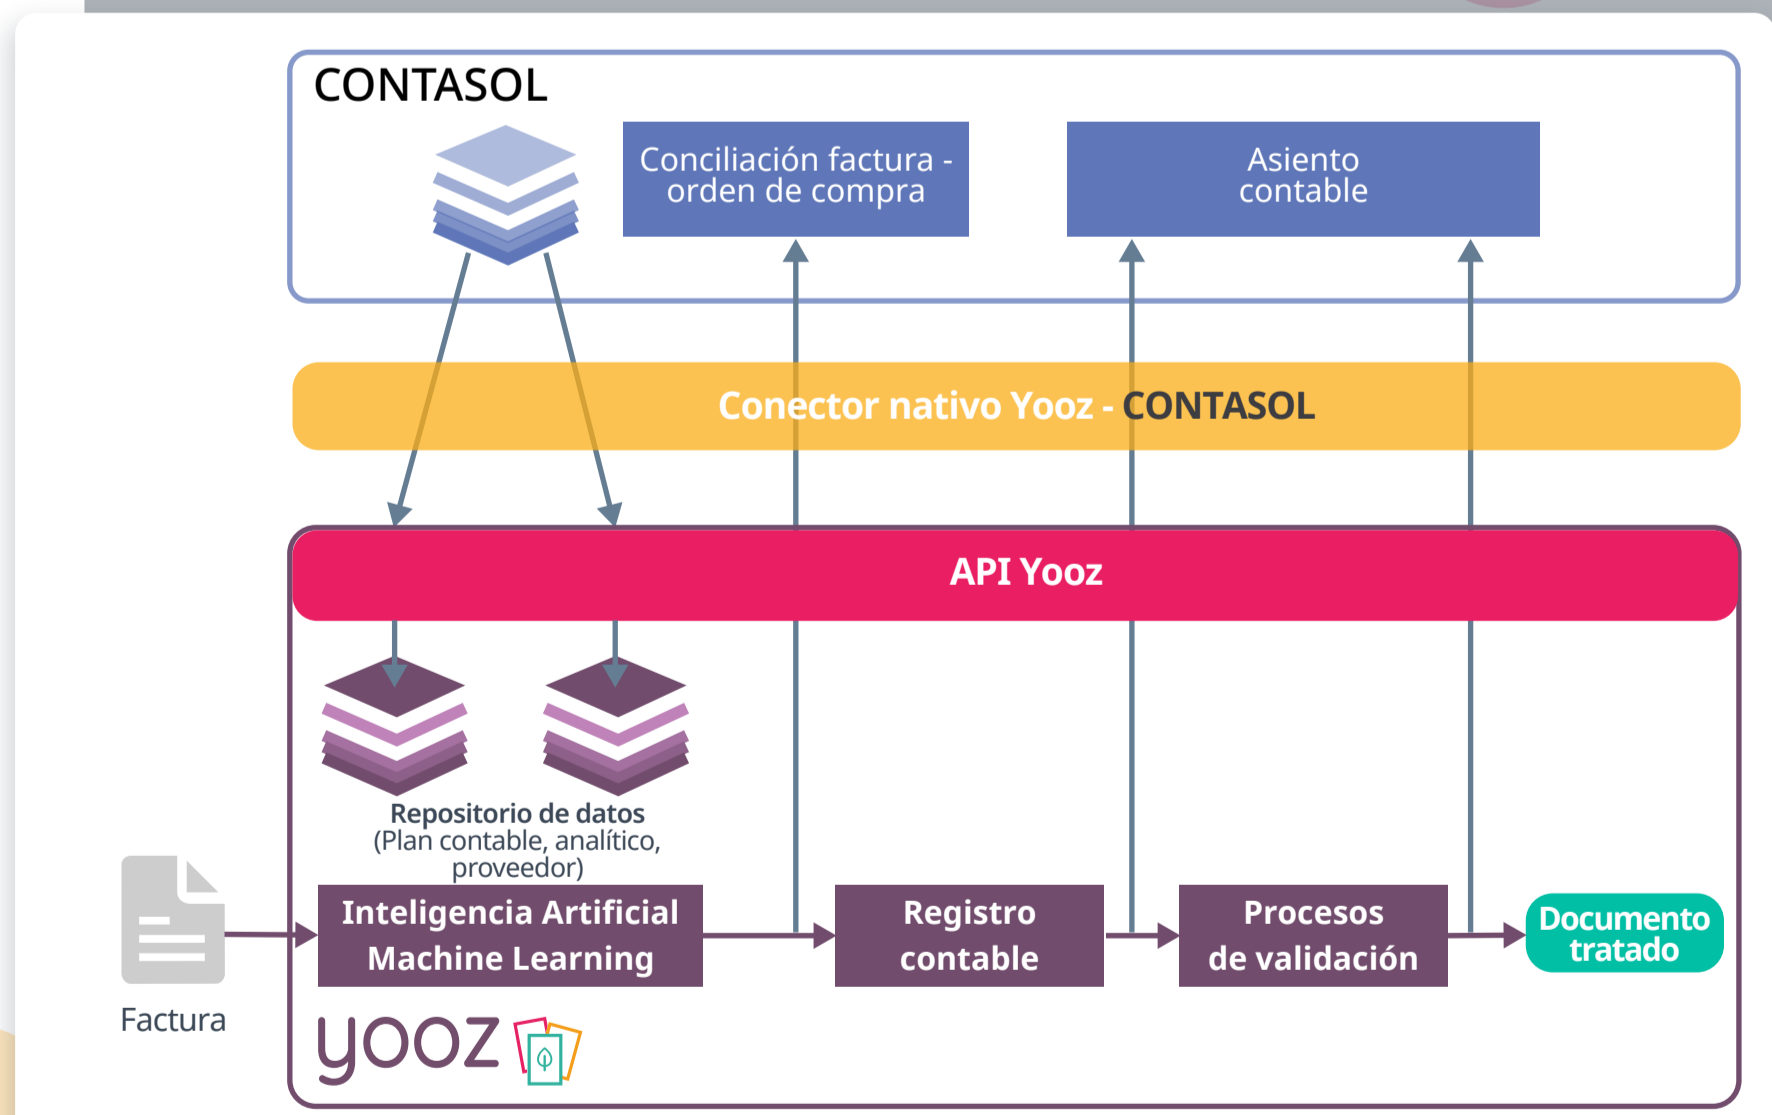 CONTASOL
Conciliación factura -
orden de compra
Asiento
contable
Conector nativo Yooz - CONTASOL
API Yooz
Repositorio de datos
(Plan contable, analítico,
proveedor)
Inteligencia Artificial
Machine Learning
Registro
contable
Procesos
de validación
Documento
tratado
Factura
yooz